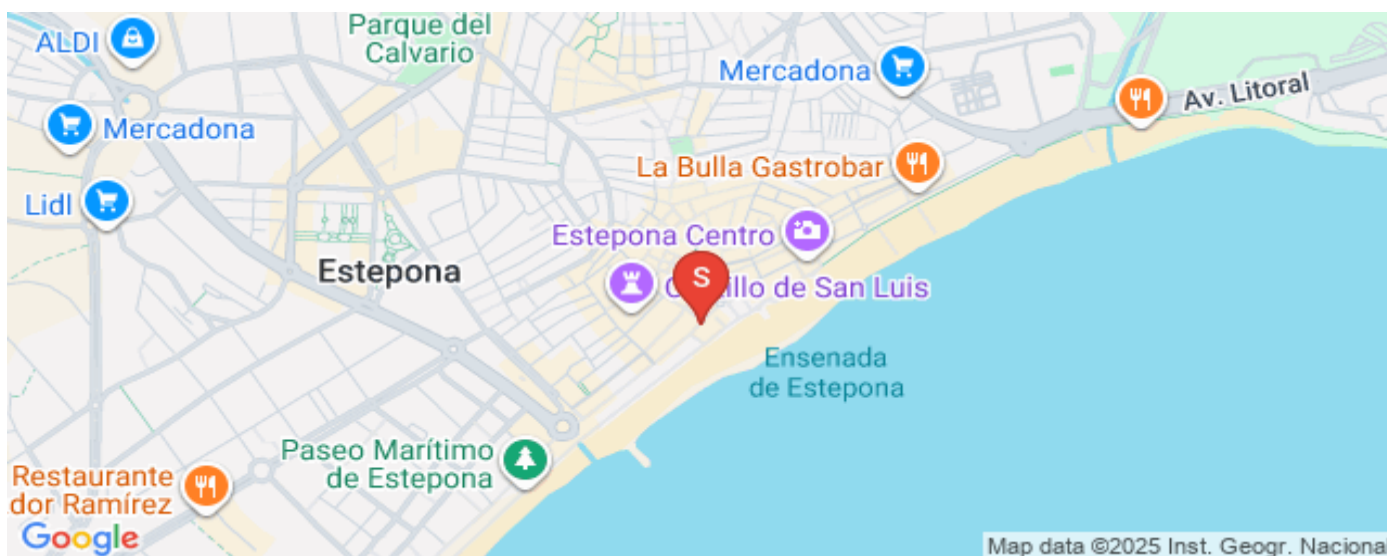 Parque del
Calvario
ALDI
Mercadona
Av. Litoral
Mercadona
La Bulla Gastrobar
Lidl
Estepona Centro
Estepona
S
tillo de San Luis
Ensenada
de Estepona
Paseo Marítimo
de Estepona
Restaurante
dor Ramírez
Google
Map data ©2025 Inst. Geogr. Naciona